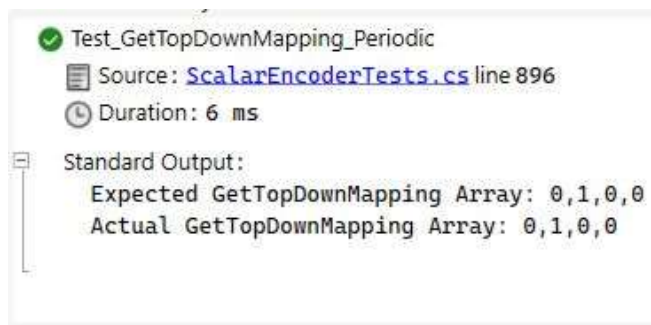 Test_GetTopDownMapping_Periodic
Source: ScalarEncoderTests.cs line 896
Duration: 6 ms
Standard Output:
Expected GetTopDownMapping Array: 0,1,0,0
Actual GetTopDownMapping Array: 0,1,0,0